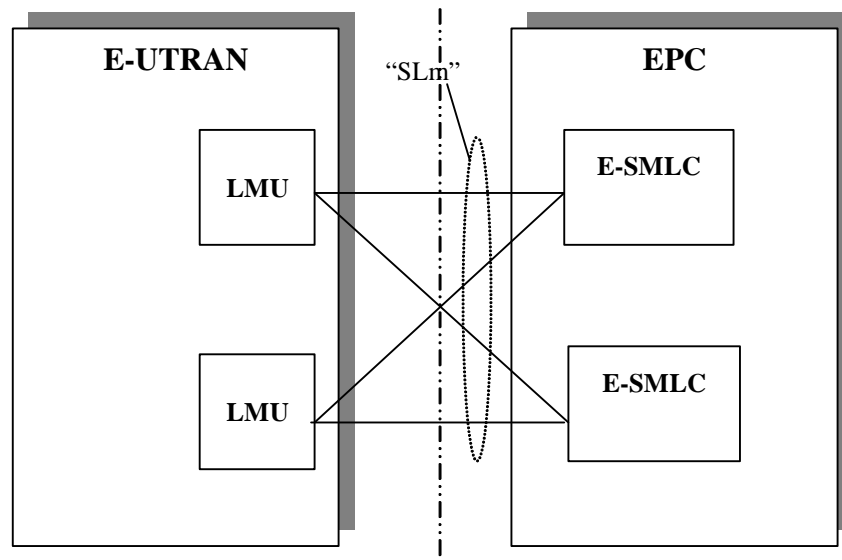 E-UTRAN
EPC
“SLm”
LMU
E-SMLC
LMU
E-SMLC